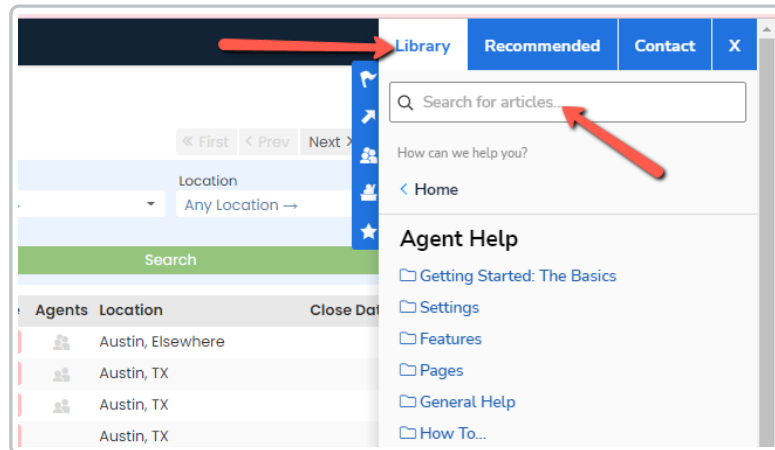 Library Recommended Contact X
Search for articles...
How can we help you?
< Home
Agent Help
Getting Started: The Basics
Settings
Features
Pages
General Help
How To...
« First < Prev Next >
Location
Any Location →
Search
Agents Location Close Dat
Austin, Elsewhere
Austin, TX
Austin, TX
Austin, TX